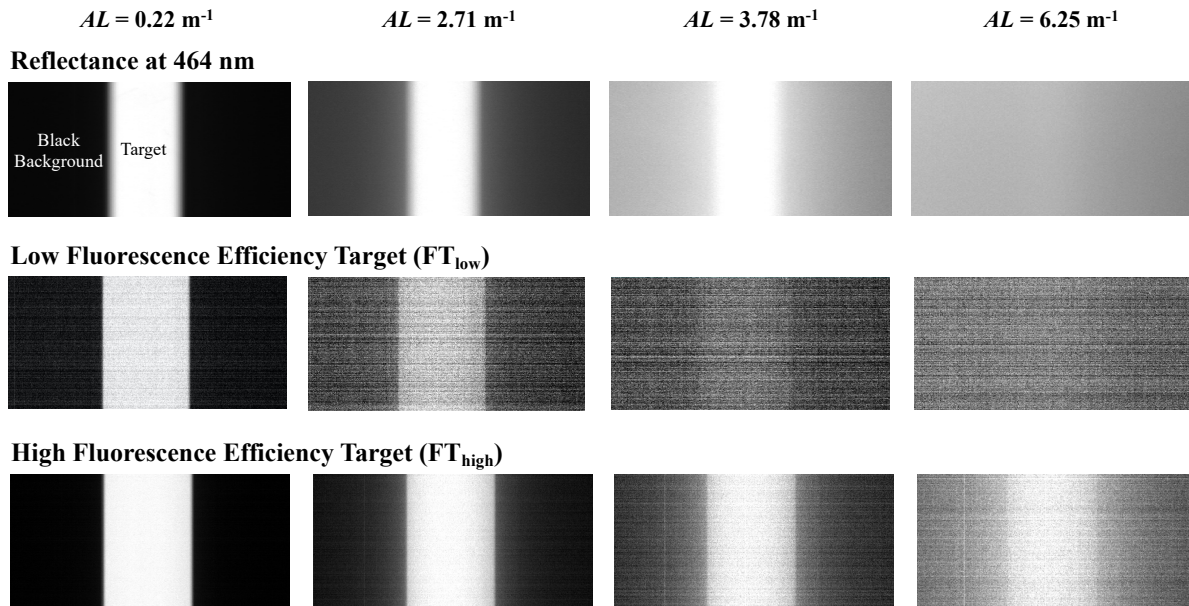 AL = 0.22 m-1 AL = 2.71 m-1 AL = 3.78 m-1 AL = 6.25 m-1
Reflectance at 464 nm
Black
Background
Target
Low Fluorescence Efficiency Target (FTlow)
High Fluorescence Efficiency Target (FThigh)